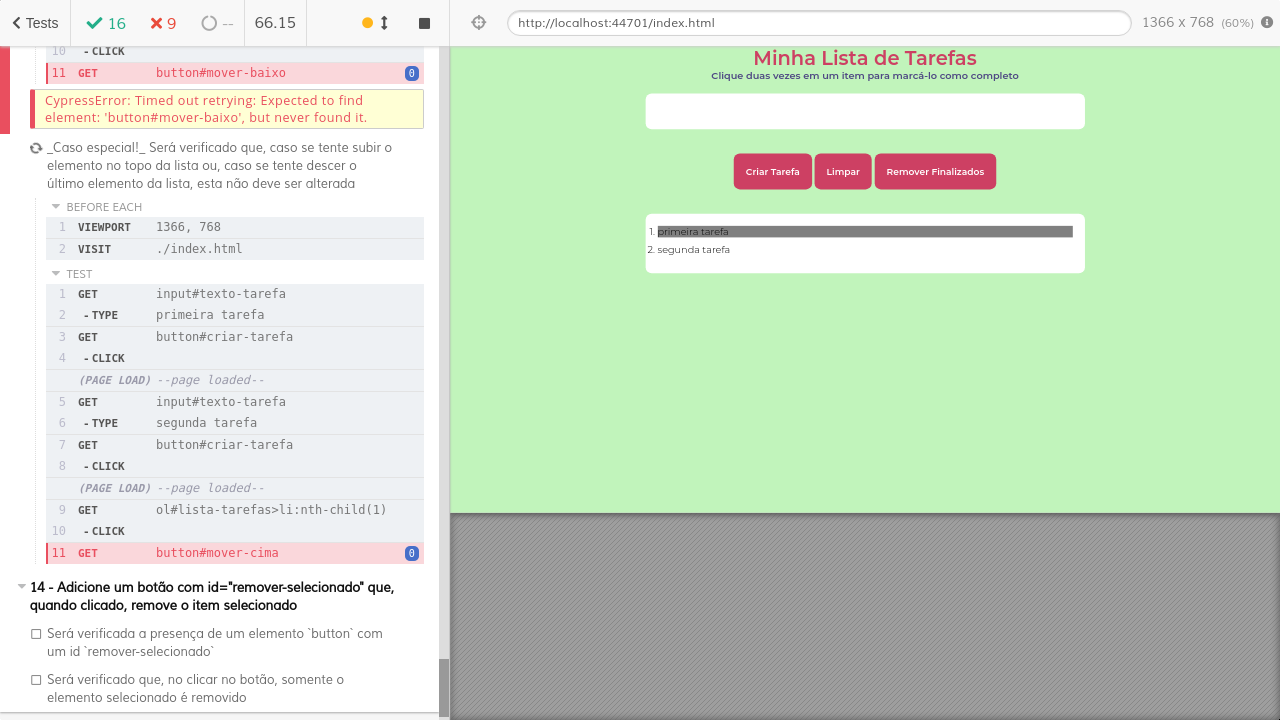 Tests 16 9 -- 66.15
http://localhost:44701/index.html 1366 x 768 (60%)
10 -CLICK
11 GET button#mover-baixo 0
CypressError: Timed out retrying: Expected to find
element: 'button#mover-baixo', but never found it.
_Caso especial!_ Será verificado que, caso se tente subir o
elemento no topo da lista ou, caso se tente descer o
último elemento da lista, esta não deve ser alterada
BEFORE EACH
1 VIEWPORT 1366, 768
2 VISIT ./index.html
TEST
1 GET input#texto-tarefa
2 -TYPE primeira tarefa
3 GET button#criar-tarefa
4 -CLICK
(PAGE LOAD) --page loaded--
5 GET input#texto-tarefa
6 -TYPE segunda tarefa
7 GET button#criar-tarefa
8 -CLICK
(PAGE LOAD) --page loaded--
9 GET ol#lista-tarefas>li:nth-child(1)
10 -CLICK
11 GET button#mover-cima 0
14 - Adicione um botão com id="remover-selecionado" que,
quando clicado, remove o item selecionado
Será verificada a presença de um elemento `button` com
um id `remover-selecionado`
Será verificado que, no clicar no botão, somente o
elemento selecionado é removido
Minha Lista de Tarefas
Clique duas vezes em um item para marcá-lo como completo
Criar Tarefa Limpar Remover Finalizados
1. primeira tarefa
2. segunda tarefa